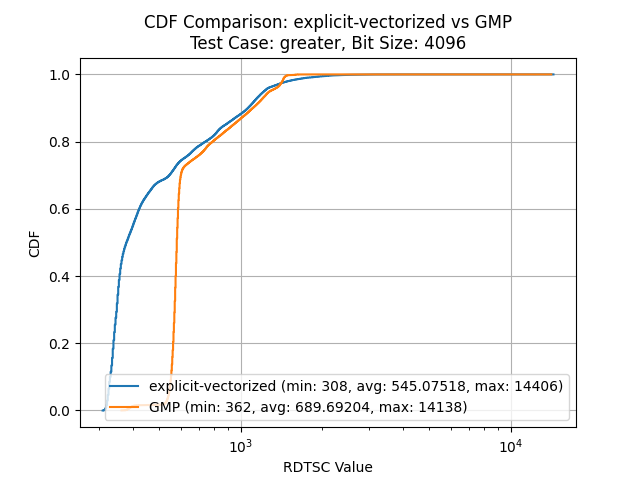 CDF Comparison: explicit-vectorized vs GMP
Test Case: greater, Bit Size: 4096
1.0
0.8
0.6
0.4
0.2
0.0
CDF
explicit-vectorized (min: 308, avg: 545.07518, max: 14406)
GMP (min: 362, avg: 689.69204, max: 14138)
10³
10⁴
RDTSC Value